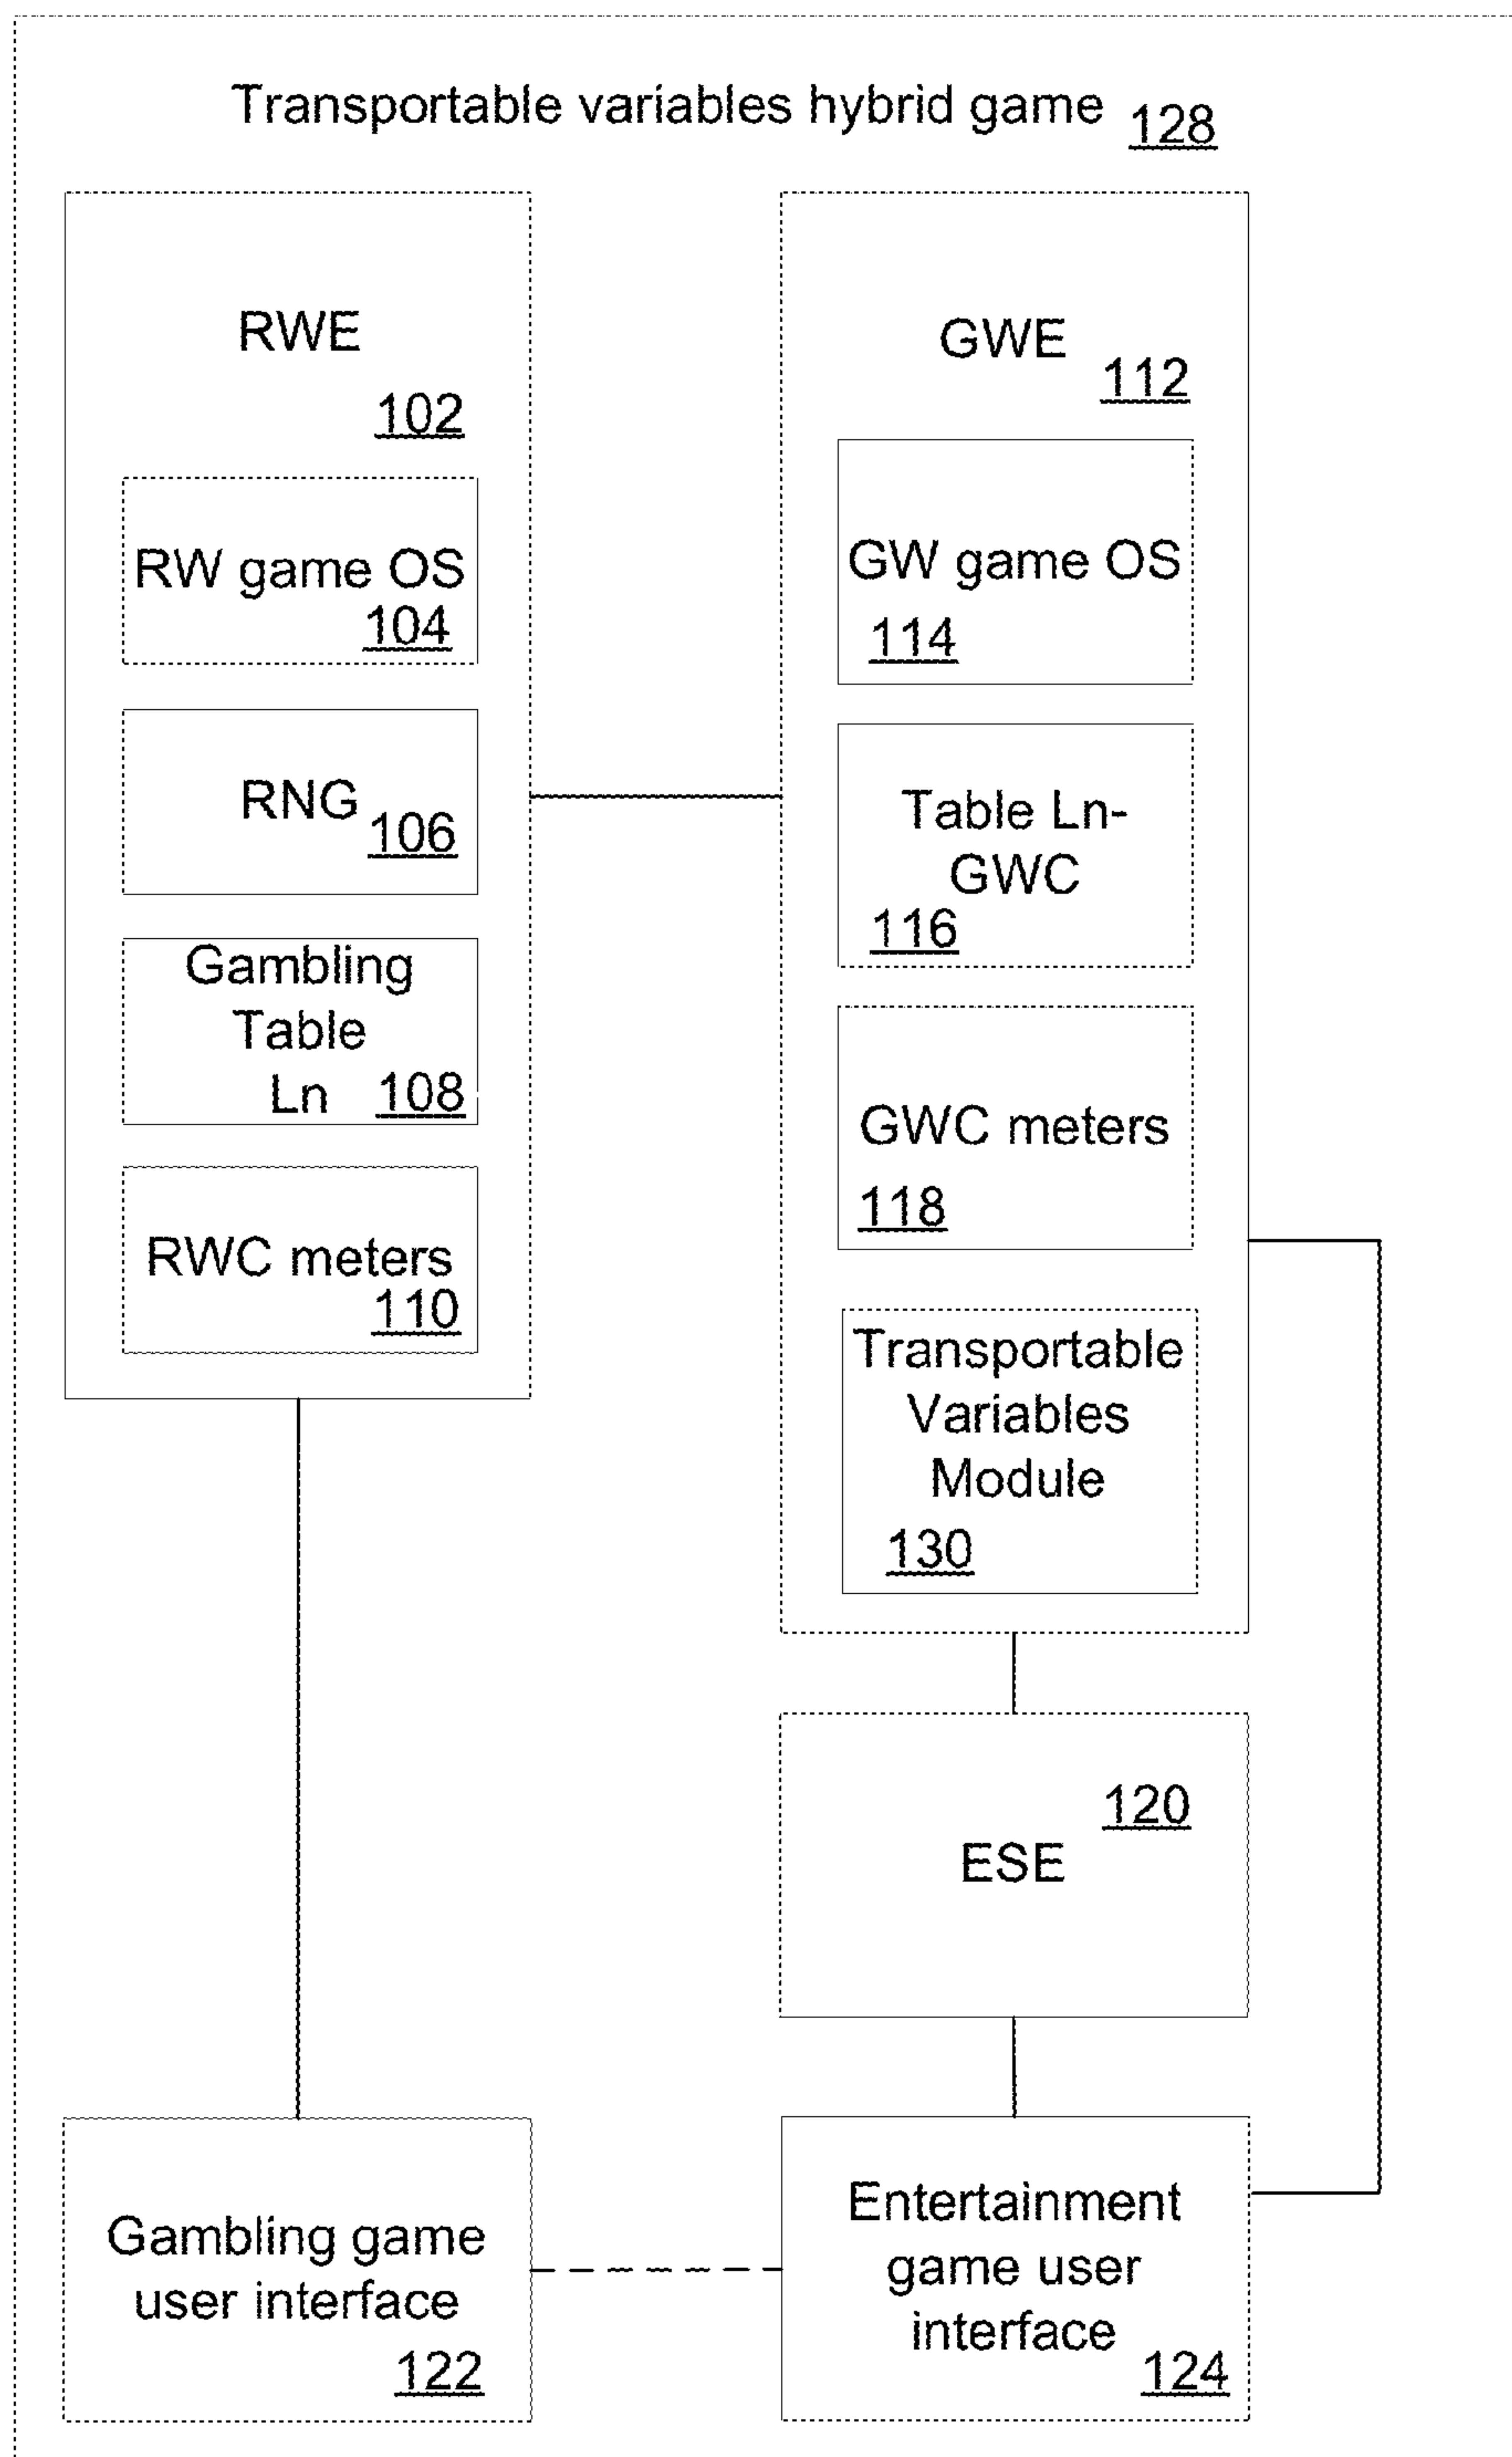 Transportable variables hybrid game 128
RWE
102
RW game OS
104
RNG 106
Gambling
Table
Ln 108
RWC meters
110
GWE
112
GW game OS
114
Table Ln-
GWC
116
GWC meters
118
Transportable
Variables
Module
130
120
ESE
Gambling game
user interface
122
Entertainment
game user
interface
124